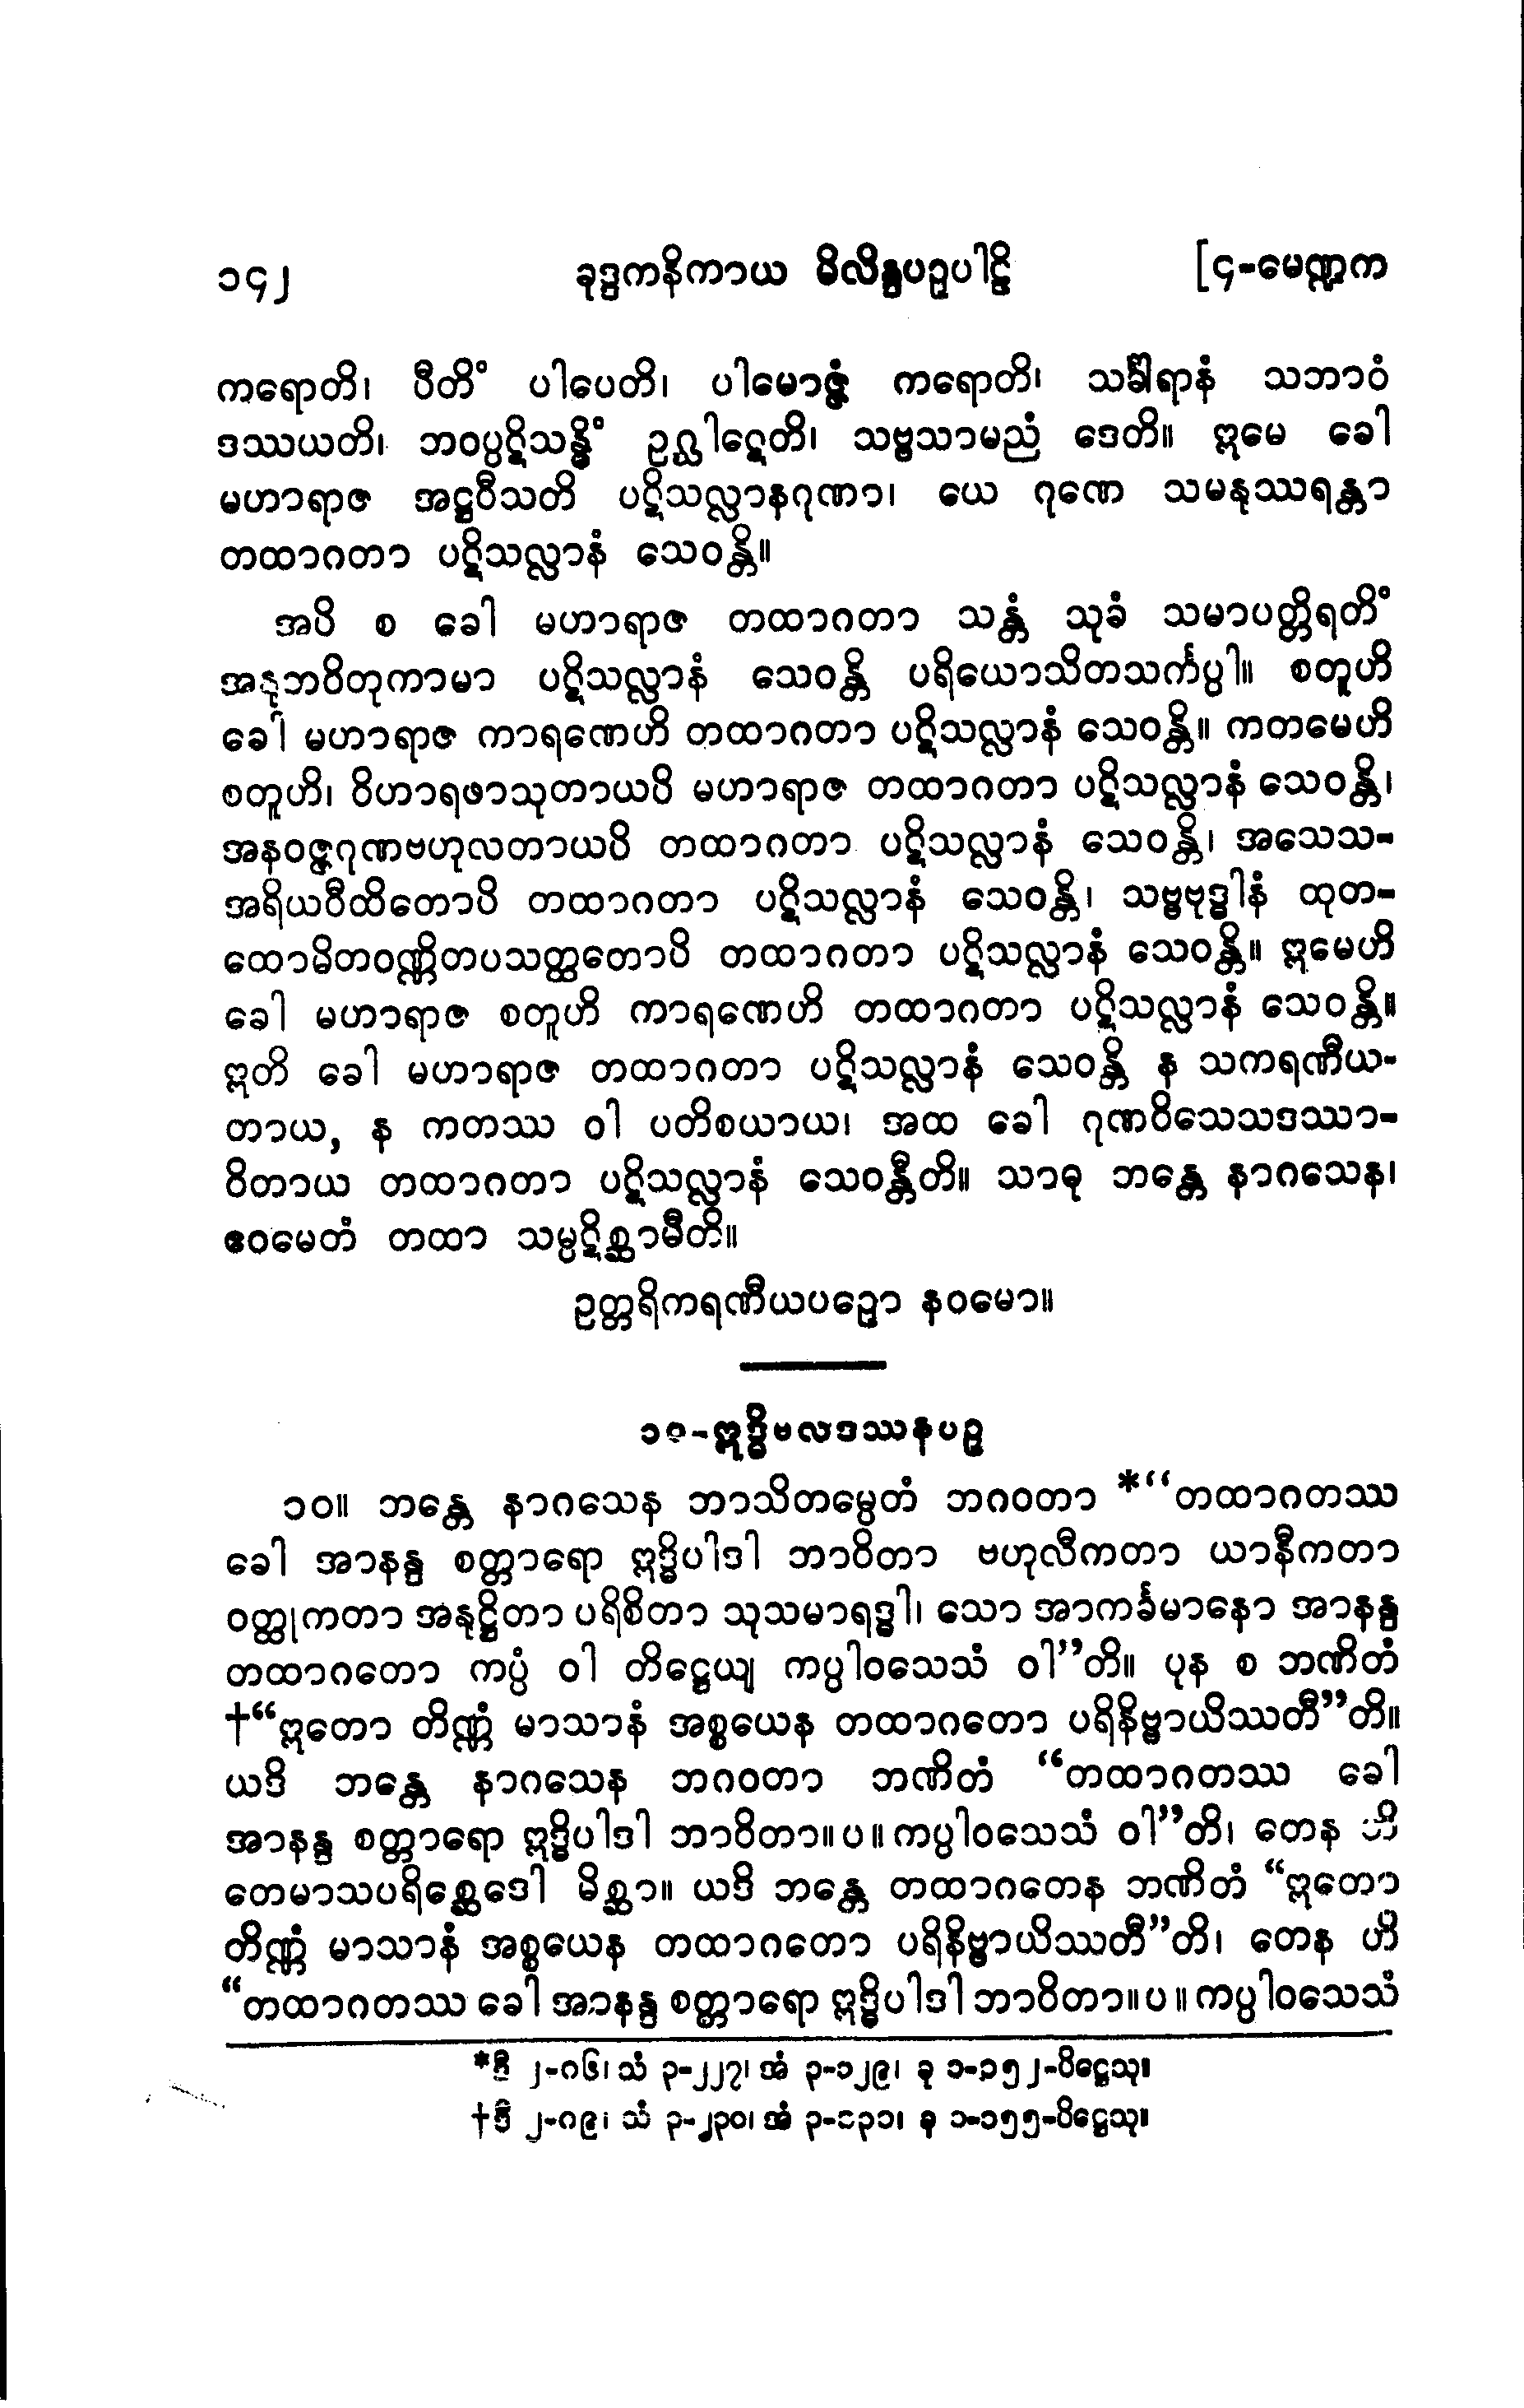 ၁၄၂ ခုဒ္ဒကနိကာယ မိလိန္ဒပဉှပါဠိ [၄-မေဏ္ဍက
ကရောတိ၊ ပီတိံ ပါပေတိ၊ ပါမောဇ္ဇံ ကရောတိ၊ သင်္ခါရာနံ သဘာဝံ
ဒဿယတိ၊ ဘဝပ္ပဋိသန္ဓိံ ဥဂ္ဃါဋေတိ၊ သဗ္ဗသာမညံ ဒေတိ။ ဣမေ ခေါ
မဟာရာဇ အဋ္ဌဝီသတိ ပဋိသလ္လာနဂုဏာ၊ ယေ ဂုဏေ သမနုဿရန္တာ
တထာဂတာ ပဋိသလ္လာနံ သေဝန္တိ။
အပိ စ ခေါ မဟာရာဇ တထာဂတာ သန္တံ သုခံ သမာပတ္တိရတိံ
အနုဘဝိတုကာမာ ပဋိသလ္လာနံ သေဝန္တိ ပရိယောသိတသင်္ကပ္ပါ။ စတူဟိ
ခေါ မဟာရာဇ ကာရဏေဟိ တထာဂတာ ပဋိသလ္လာနံ သေဝန္တိ။ ကတမေဟိ
စတူဟိ၊ ဝိဟာရဖာသုတာယပိ မဟာရာဇ တထာဂတာ ပဋိသလ္လာနံ သေဝန္တိ၊
အနဝဇ္ဇဂုဏဗဟုလတာယပိ တထာဂတာ ပဋိသလ္လာနံ သေဝန္တိ၊ အသေသ-
အရိယဝီထိတောပိ တထာဂတာ ပဋိသလ္လာနံ သေဝန္တိ၊ သဗ္ဗဗုဒ္ဓါနံ ထုတ-
ထောမိတဝဏ္ဏိတပသတ္ထတောပိ တထာဂတာ ပဋိသလ္လာနံ သေဝန္တိ။ ဣမေဟိ
ခေါ မဟာရာဇ စတူဟိ ကာရဏေဟိ တထာဂတာ ပဋိသလ္လာနံ သေဝန္တိ။
ဣတိ ခေါ မဟာရာဇ တထာဂတာ ပဋိသလ္လာနံ သေဝန္တိ န သကရဏီယ-
တာယ, န ကတဿ ဝါ ပတိစယာယ၊ အထ ခေါ ဂုဏဝိသေသဒဿာ-
ဝိတာယ တထာဂတာ ပဋိသလ္လာနံ သေဝန္တီတိ။ သာဓု ဘန္တေ နာဂသေန၊
ဧဝမေတံ တထာ သမ္ပဋိစ္ဆာမီတိ။
ဥတ္တရိကရဏီယပဉှော နဝမော။
၁၀-ဣဒ္ဓိဗလဒဿနပဉှ
၁၀။ ဘန္တေ နာဂသေန ဘာသိတမ္ပေတံ ဘဂဝတာ *“တထာဂတဿ
ခေါ အာနန္ဒ စတ္တာရော ဣဒ္ဓိပါဒါ ဘာဝိတာ ဗဟုလီကတာ ယာနီကတာ
ဝတ္ထုကတာ အနုဋ္ဌိတာ ပရိစိတာ သုသမာရဒ္ဓါ၊ သော အာကင်္ခမာနော အာနန္ဒ
တထာဂတော ကပ္ပံ ဝါ တိဋ္ဌေယျ ကပ္ပါဝသေသံ ဝါ”တိ။ ပုန စ ဘဏိတံ
†“ဣတော တိဏ္ဏံ မာသာနံ အစ္စယေန တထာဂတော ပရိနိဗ္ဗာယိဿတီ”တိ။
ယဒိ ဘန္တေ နာဂသေန ဘဂဝတာ ဘဏိတံ “တထာဂတဿ ခေါ
အာနန္ဒ စတ္တာရော ဣဒ္ဓိပါဒါ ဘာဝိတာ။ပ။ ကပ္ပါဝသေသံ ဝါ”တိ၊ တေန ဟိ
တေမာသပရိစ္ဆေဒေါ မိစ္ဆာ။ ယဒိ ဘန္တေ တထာဂတေန ဘဏိတံ “ဣတော
တိဏ္ဏံ မာသာနံ အစ္စယေန တထာဂတော ပရိနိဗ္ဗာယိဿတီ”တိ၊ တေန ဟိ
“တထာဂတဿ ခေါ အာနန္ဒ စတ္တာရော ဣဒ္ဓိပါဒါ ဘာဝိတာ။ပ။ ကပ္ပါဝသေသံ
*ဒီ ၂-၈၆၊ သံ ၃-၂၂၇၊ အံ ၃-၁၂၉၊ ခု ၁-၁၅၂-ပိဋ္ဌေသု။
†ဒီ ၂-၈၉၊ သံ ၃-၂၃၀၊ အံ ၃-၁၃၁၊ ခု ၁-၁၅၅-ပိဋ္ဌေသု။